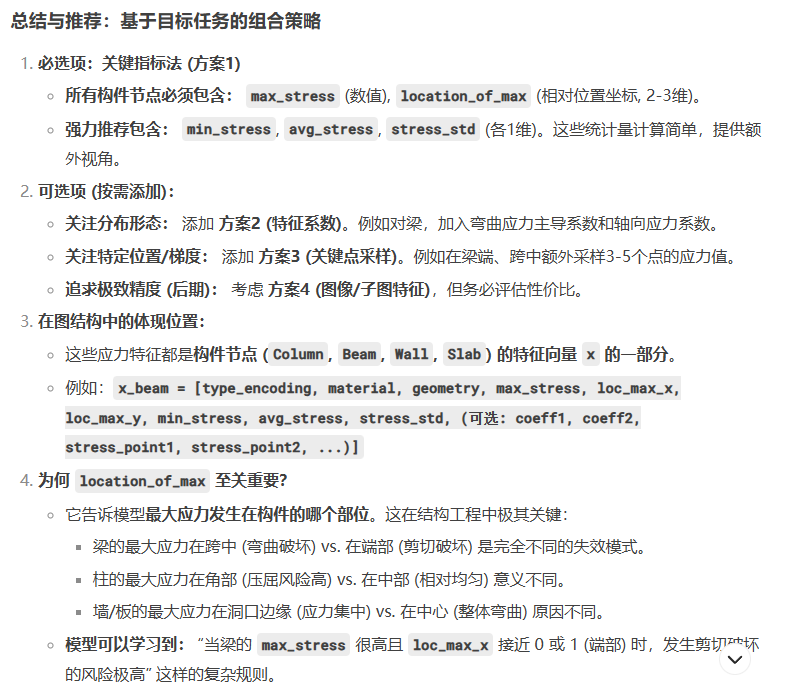 总结与推荐：基于目标任务的组合策略
1. 必选项：关键指标法 (方案1)
所有构件节点必须包含： max_stress (数值), location_of_max (相对位置坐标, 2-3维)。
强力推荐包含： min_stress, avg_stress, stress_std (各1维)。这些统计量计算简单，提供额
外视角。
2. 可选项 (按需添加)：
关注分布形态： 添加 方案2 (特征系数)。例如对梁，加入弯曲应力主导系数和轴向应力系数。
关注特定位置/梯度： 添加 方案3 (关键点采样)。例如在梁端、跨中额外采样3-5个点的应力值。
追求极致精度 (后期)： 考虑 方案4 (图像/子图特征)，但务必评估性价比。
3. 在图结构中的体现位置：
这些应力特征都是构件节点 (Column, Beam, Wall, Slab) 的特征向量 x 的一部分。
例如： x_beam = [type_encoding, material, geometry, max_stress, loc_max_x,
loc_max_y, min_stress, avg_stress, stress_std, (可选: coeff1, coeff2,
stress_point1, stress_point2, ...)]
4. 为何 location_of_max 至关重要?
它告诉模型最大应力发生在构件的哪个部位。这在结构工程中极其关键：
梁的最大应力在跨中 (弯曲破坏) vs. 在端部 (剪切破坏) 是完全不同的失效模式。
柱的最大应力在角部 (压屈风险高) vs. 在中部 (相对均匀) 意义不同。
墙/板的最大应力在洞口边缘 (应力集中) vs. 在中心 (整体弯曲) 原因不同。
模型可以学习到： “当梁的 max_stress 很高且 loc_max_x 接近 0 或 1 (端部) 时，发生剪切破坏
的风险极高” 这样的复杂规则。